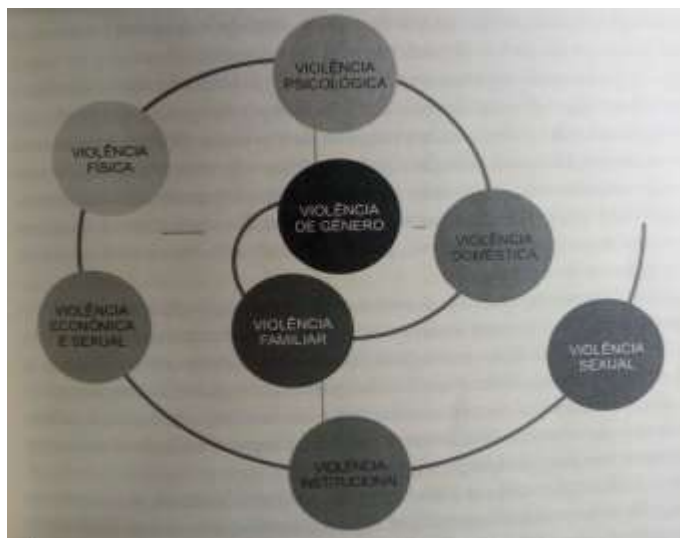 VIOLÊNCIA
PSICOLÓGICA
VIOLÊNCIA
FÍSICA
VIOLÊNCIA
DE GÊNERO
VIOLÊNCIA
DOMÉSTICA
VIOLÊNCIA
ECONÔMICA
E SEXUAL
VIOLÊNCIA
FAMILIAR
VIOLÊNCIA
SEXUAL
VIOLÊNCIA
INSTITUCIONAL